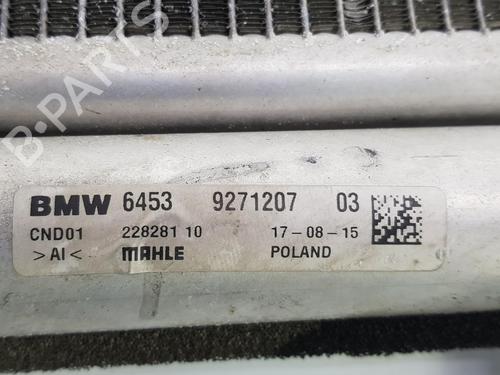 B-PARTS
BMW 6453 9271207 03
CND01 228281 10 17-08-15
>Al< MAHLE POLAND